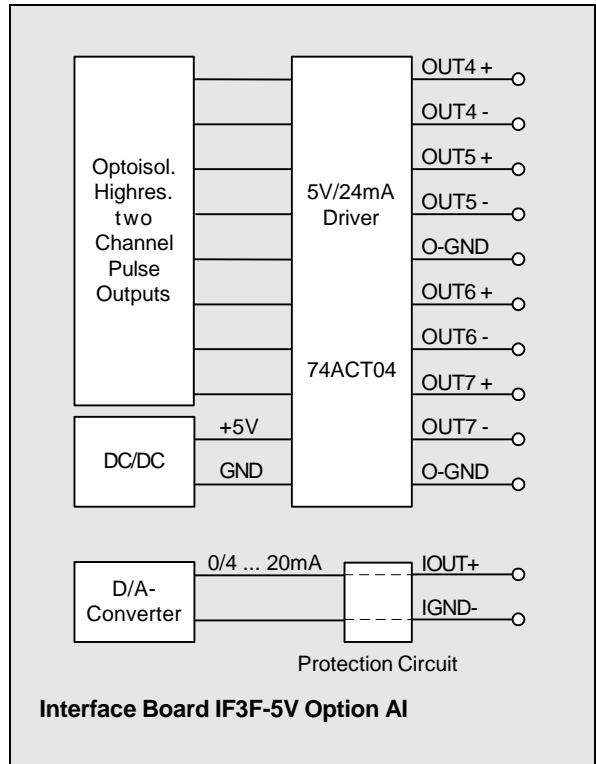 Optoisol.
Highres.
two
Channel
Pulse
Outputs
5V/24mA
Driver
74ACT04
OUT4 +
OUT4 -
OUT5 +
OUT5 -
O-GND
OUT6 +
OUT6 -
OUT7 +
OUT7 -
O-GND
DC/DC
+5V
GND
D/A-
Converter
0/4 ... 20mA
IOUT+
IGND-
Protection Circuit
Interface Board IF3F-5V Option AI